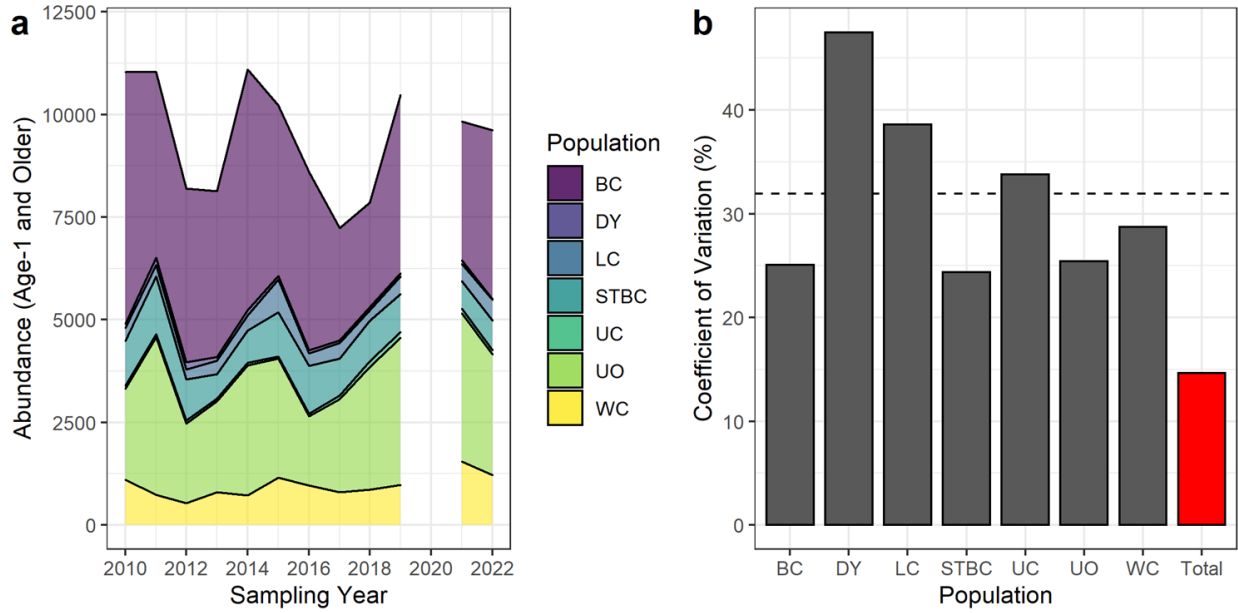 a
Abundance (Age-1 and Older)
12500
10000
7500
5000
2500
0
2010 2012 2014 2016 2018 2020 2022
Sampling Year
Population
BC
DY
LC
STBC
UC
UO
WC
b
Coefficient of Variation (%)
40
30
20
10
0
BC DY LC STBC UC UO WC Total
Population